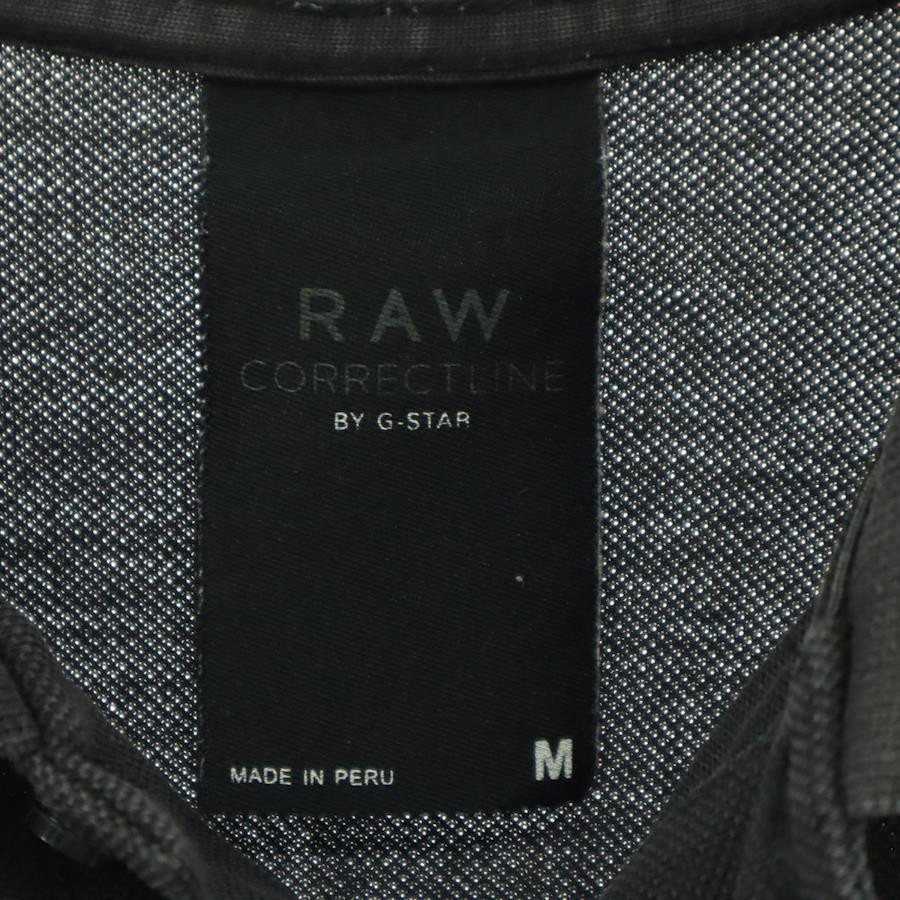 RAW
CORRECTLINE
BY G-STAR
MADE IN PERU
M